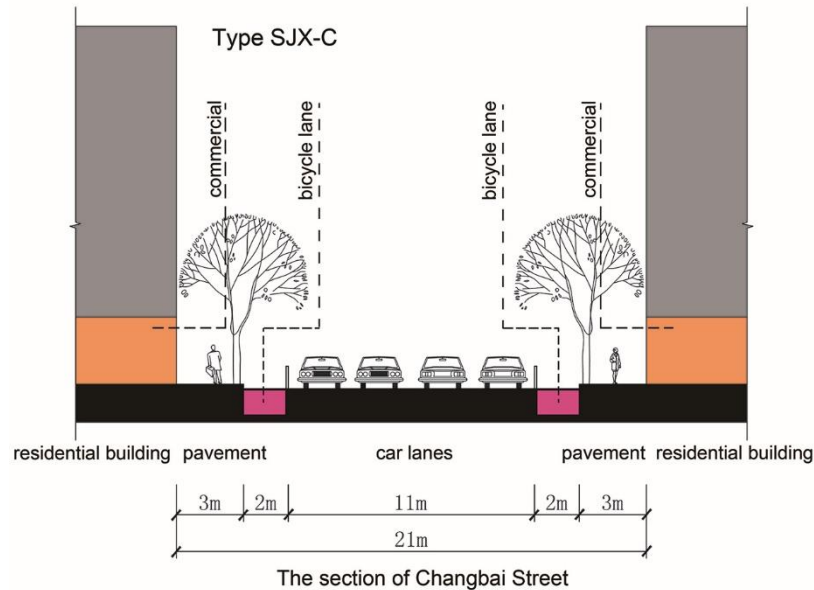 Type SJX-C
commercial
bicycle lane
bicycle lane
commercial
residential building pavement car lanes pavement residential building
3m 2m 11m 2m 3m
21m
The section of Changbai Street